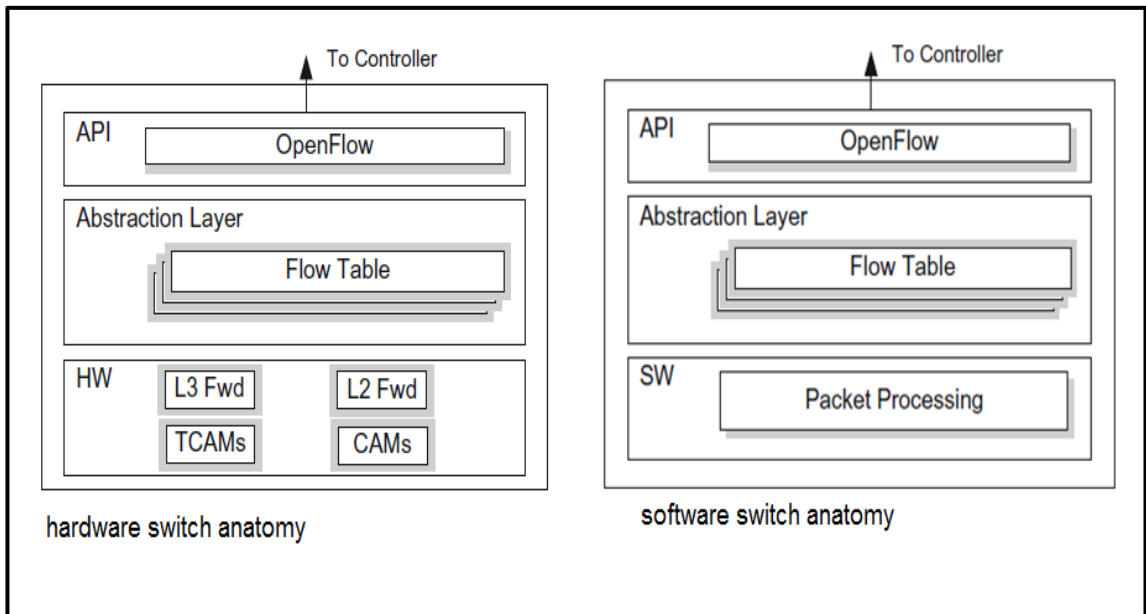 To Controller
API
OpenFlow
Abstraction Layer
Flow Table
HW
L3 Fwd
L2 Fwd
TCAMs
CAMs
hardware switch anatomy
To Controller
API
OpenFlow
Abstraction Layer
Flow Table
SW
Packet Processing
software switch anatomy